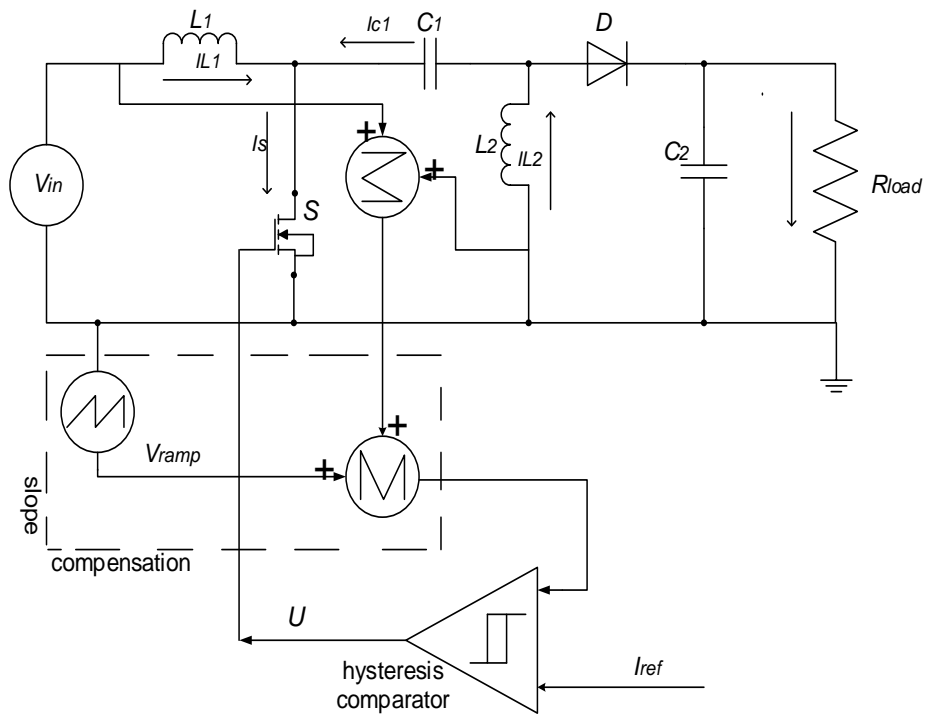 L1
IL1
Ic1
C1
D
Vin
Is
S
+
+
L2
IL2
C2
Rload
Vramp
+
+
slope
compensation
U
hysteresis
comparator
Iref